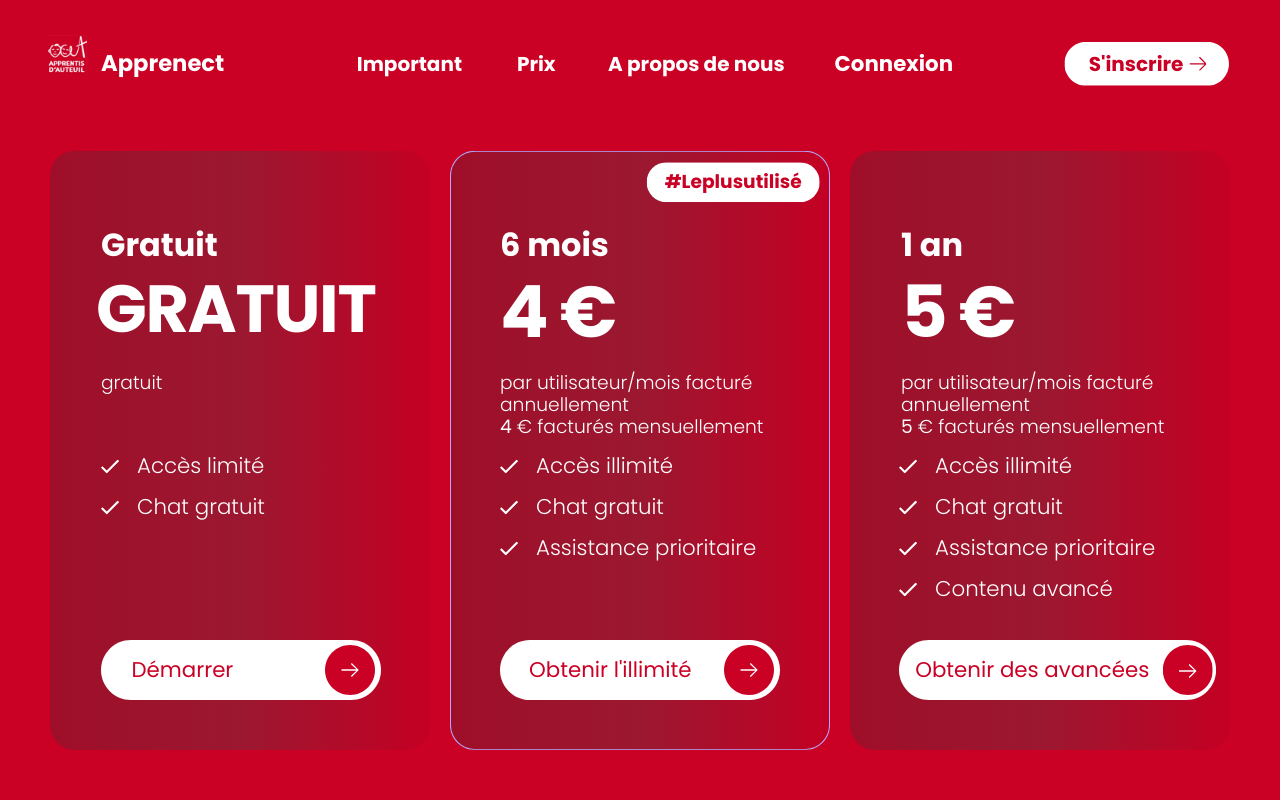 oeuf
APPRENTIS
D'AUTEUIL
Apprenect
Important
Prix
A propos de nous
Connexion
S'inscrire
Gratuit
GRATUIT
gratuit
Accès limité
Chat gratuit
Démarrer
#Leplusutilisé
6 mois
4 €
par utilisateur/mois facturé
annuellement
4 € facturés mensuellement
Accès illimité
Chat gratuit
Assistance prioritaire
Obtenir l'illimité
1 an
5 €
par utilisateur/mois facturé
annuellement
5 € facturés mensuellement
Accès illimité
Chat gratuit
Assistance prioritaire
Contenu avancé
Obtenir des avancées